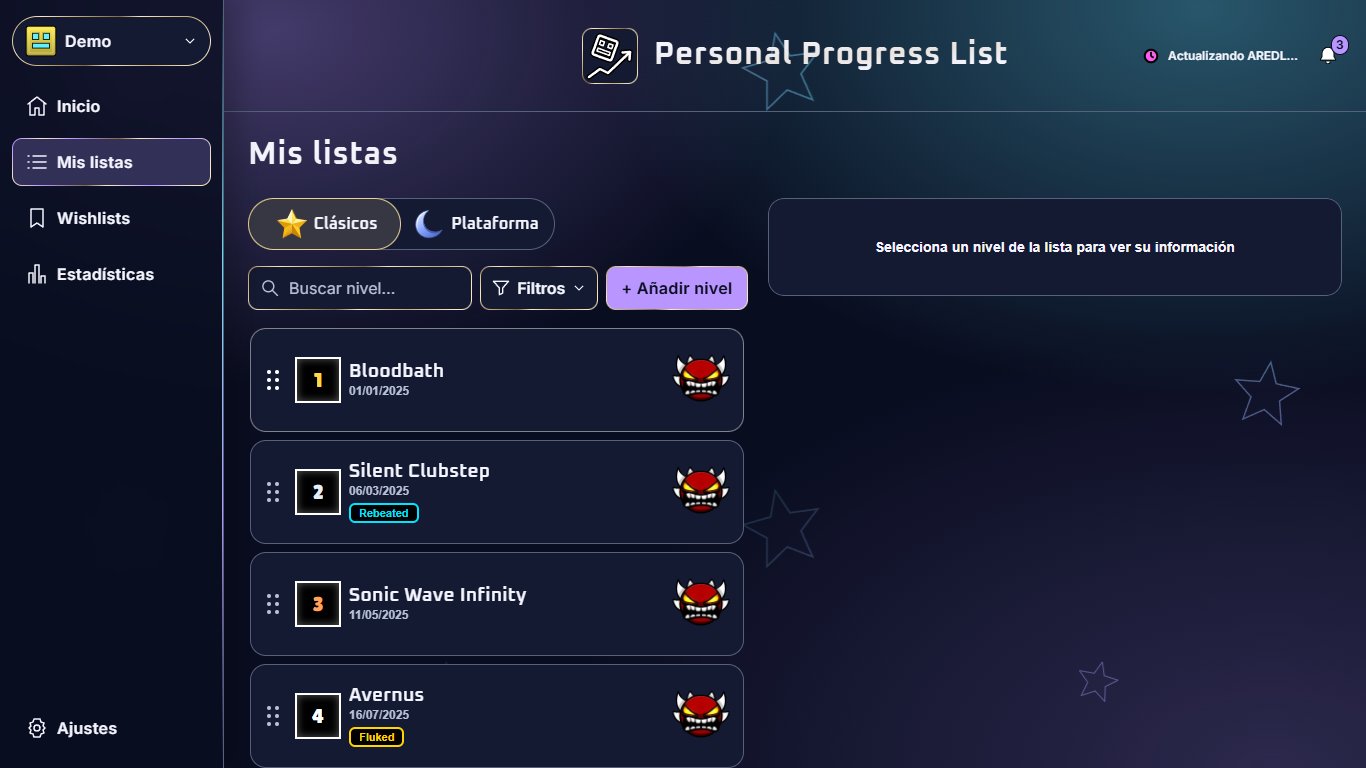 Demo
Inicio
Mis listas
Wishlists
Estadísticas
Ajustes
Personal Progress List
Actualizando AREDL...
3
Mis listas
Clásicos
Plataforma
Buscar nivel...
Filtros
+ Añadir nivel
1
Bloodbath
01/01/2025
2
Silent Clubstep
06/03/2025
Rebeated
3
Sonic Wave Infinity
11/05/2025
4
Avernus
16/07/2025
Fluked
Selecciona un nivel de la lista para ver su información